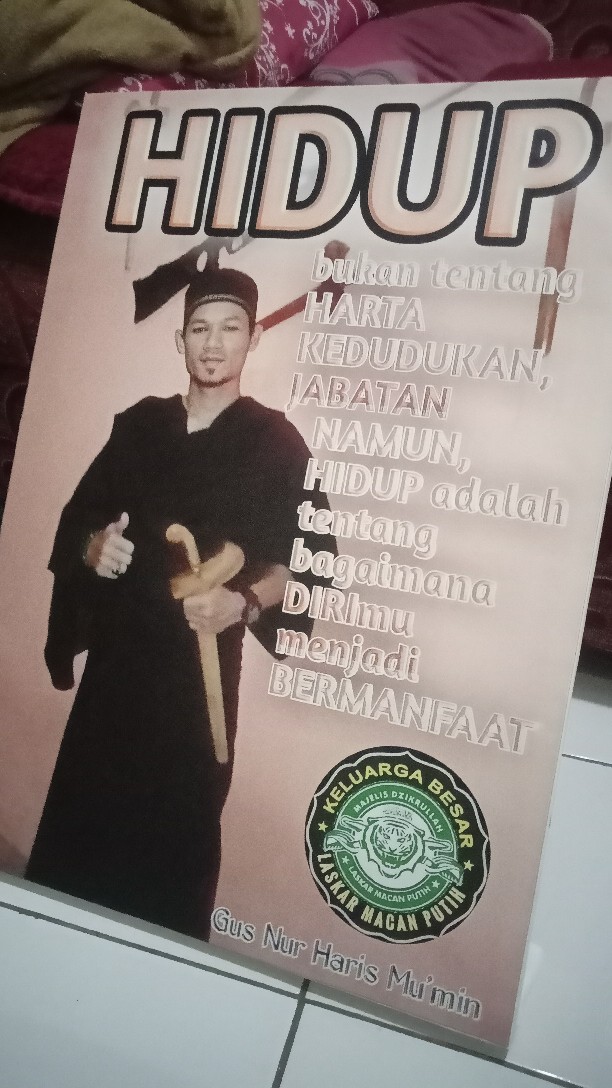 HIDUP
bukan tentang
HARTA
KEDUDUKAN,
JABATAN
NAMUN,
HIDUP adalah
tentang
bagaimana
DIRImu
menjadi
BERMANFAAT
KELUARGA BESAR
MAJELIS DZIKRULLAH
LASKAR MACAN PUTIH
LASKAR MACAN PUTIH
Gus Nur Haris Mu'min